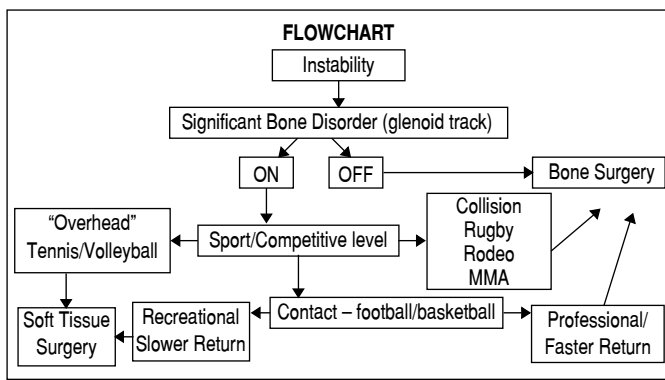 FLOWCHART
Instability
Significant Bone Disorder (glenoid track)
ON
OFF
Bone Surgery
“Overhead”
Tennis/Volleyball
Sport/Competitive level
Collision
Rugby
Rodeo
MMA
Soft Tissue
Surgery
Recreational
Slower Return
Contact – football/basketball
Professional/
Faster Return